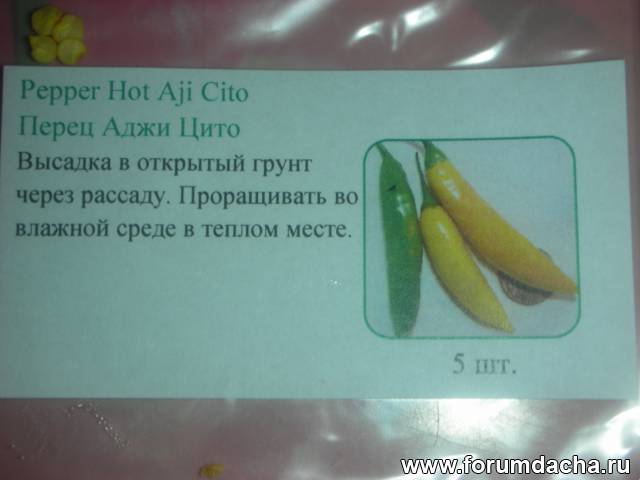 Pepper Hot Aji Cito
Перец Аджи Цито
Высадка в открытый грунт
через рассаду. Проращивать во
влажной среде в теплом месте.
5 шт.
www.forumdacha.ru